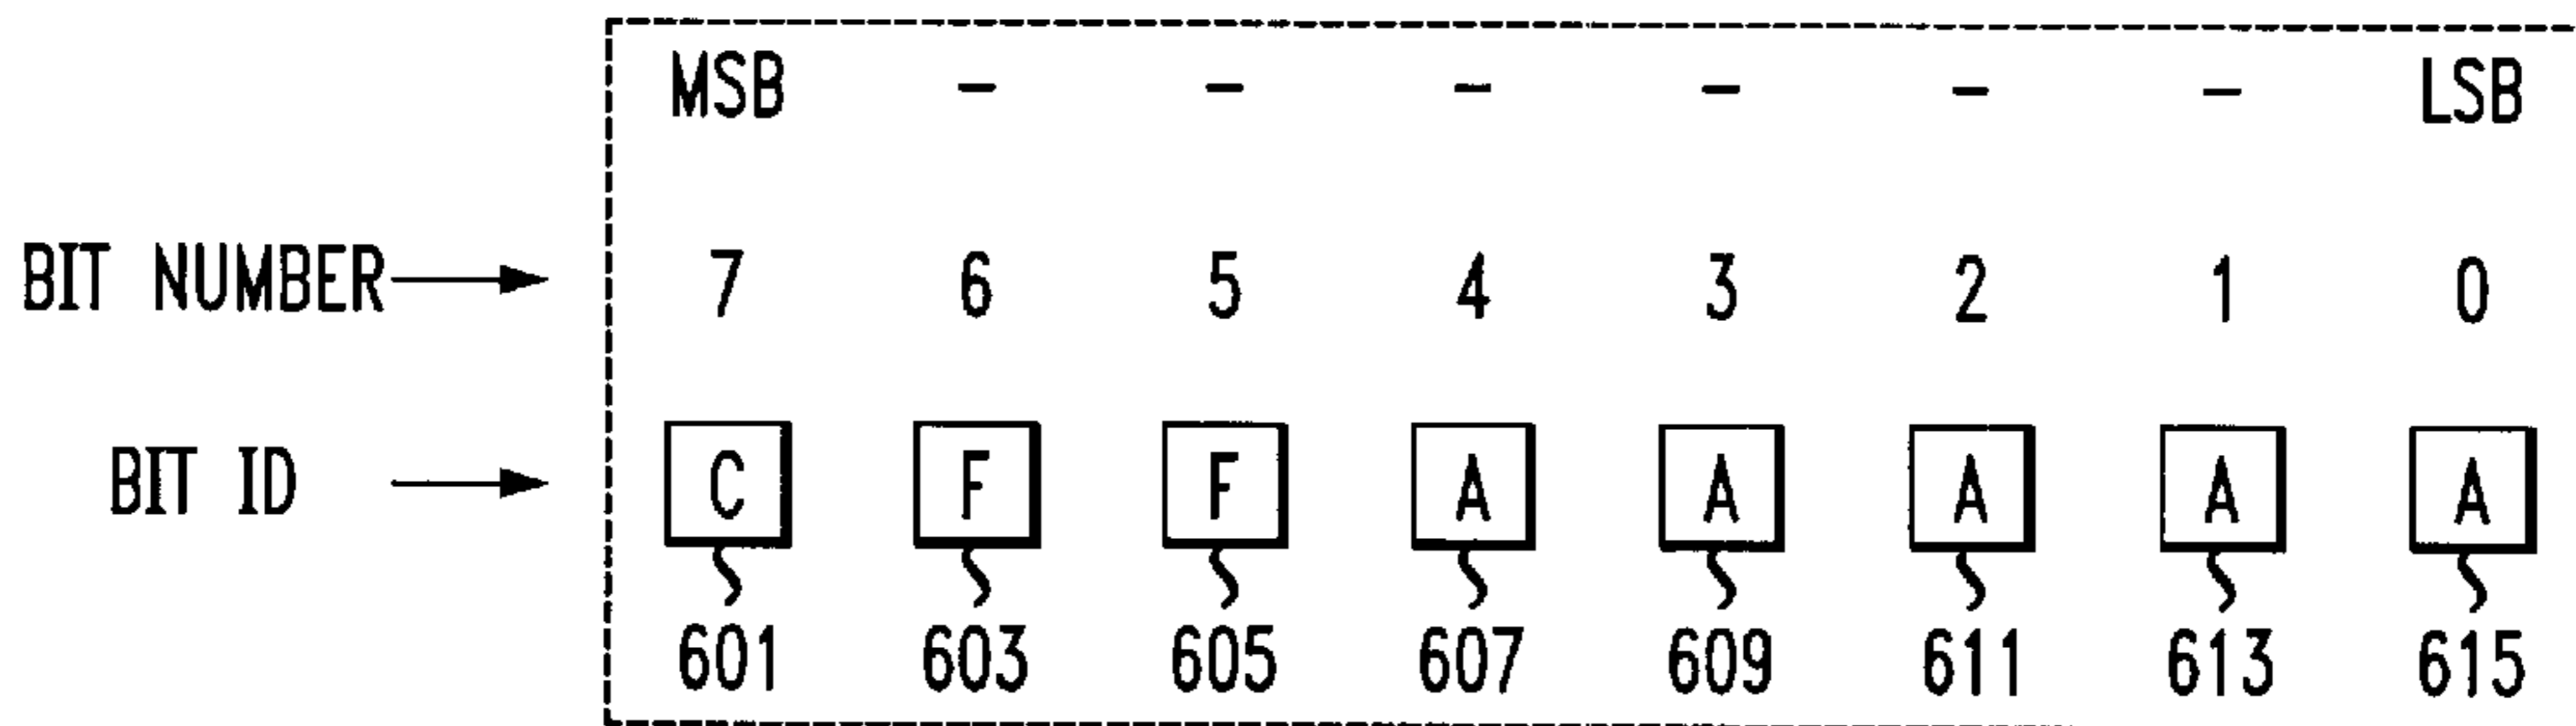 MSB - - - - - - LSB
BIT NUMBER 7 6 5 4 3 2 1 0
BIT ID C F F A A A A A
601 603 605 607 609 611 613 615